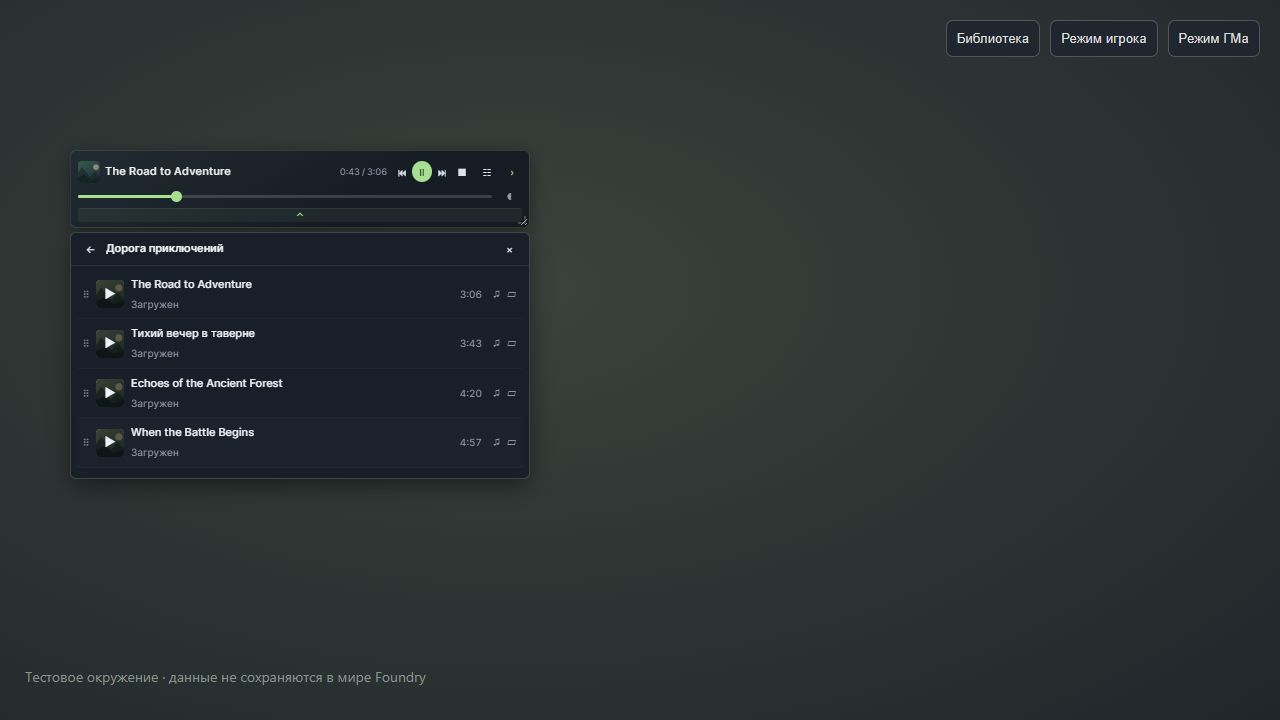 Библиотека
Режим игрока
Режим ГМа
The Road to Adventure
0:43 / 3:06
Дорога приключений
The Road to Adventure
Загружен
3:06
Тихий вечер в таверне
Загружен
3:43
Echoes of the Ancient Forest
Загружен
4:20
When the Battle Begins
Загружен
4:57
Тестовое окружение · данные не сохраняются в мире Foundry